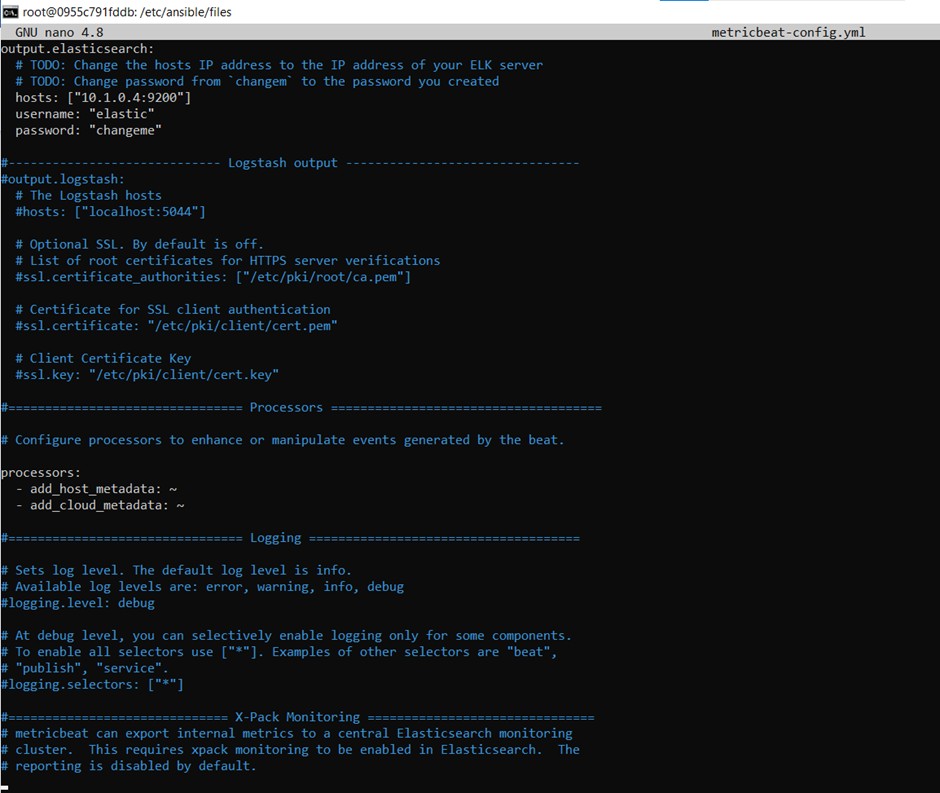 root@0955c791fddb: /etc/ansible/files
GNU nano 4.8 metricbeat-config.yml
output.elasticsearch:
# TODO: Change the hosts IP address to the IP address of your ELK server
# TODO: Change password from `changem` to the password you created
hosts: ["10.1.0.4:9200"]
username: "elastic"
password: "changeme"
#----------------------------- Logstash output --------------------------------
#output.logstash:
# The Logstash hosts
#hosts: ["localhost:5044"]
# Optional SSL. By default is off.
# List of root certificates for HTTPS server verifications
#ssl.certificate_authorities: ["/etc/pki/root/ca.pem"]
# Certificate for SSL client authentication
#ssl.certificate: "/etc/pki/client/cert.pem"
# Client Certificate Key
#ssl.key: "/etc/pki/client/cert.key"
#================================ Processors =====================================
# Configure processors to enhance or manipulate events generated by the beat.
processors:
- add_host_metadata: ~
- add_cloud_metadata: ~
#================================ Logging =====================================
# Sets log level. The default log level is info.
# Available log levels are: error, warning, info, debug
#logging.level: debug
# At debug level, you can selectively enable logging only for some components.
# To enable all selectors use ["*"]. Examples of other selectors are "beat",
# "publish", "service".
#logging.selectors: ["*"]
#============================== X-Pack Monitoring ===============================
# metricbeat can export internal metrics to a central Elasticsearch monitoring
# cluster.  This requires xpack monitoring to be enabled in Elasticsearch.  The
# reporting is disabled by default.